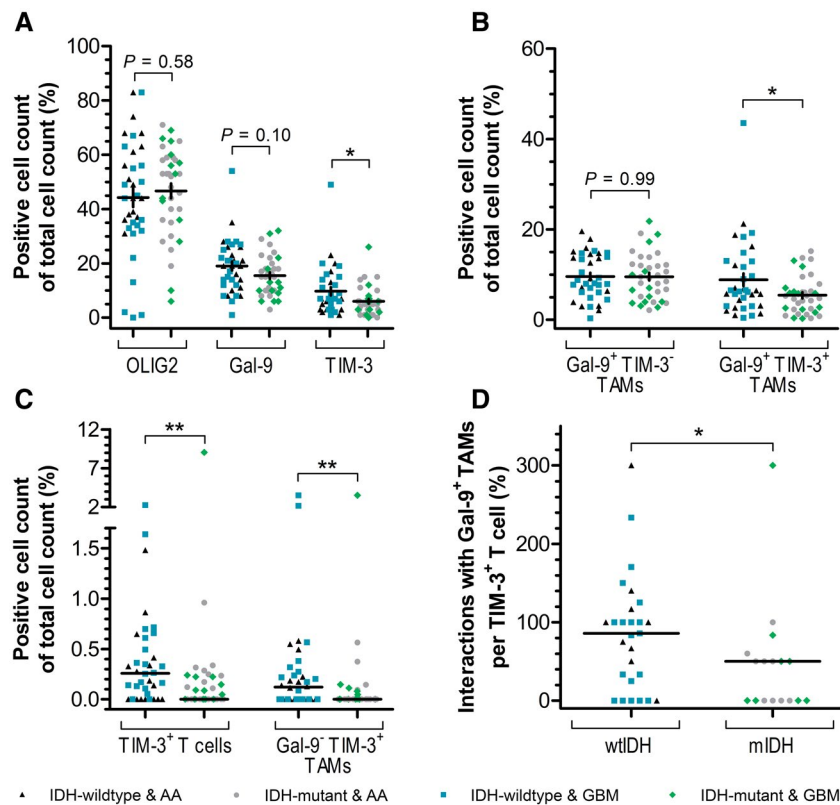 A
Positive cell count
of total cell count (%)
100
80
60
40
20
0
P = 0.58
P = 0.10
*
OLIG2
Gal-9
TIM-3
B
Positive cell count
of total cell count (%)
60
40
20
0
P = 0.99
*
Gal-9+ TIM-3-
TAMs
Gal-9+ TIM-3+
TAMs
C
Positive cell count
of total cell count (%)
12
7
2
1.5
1.0
0.5
0.0
**
**
TIM-3+ T cells
Gal-9- TIM-3+
TAMs
D
Interactions with Gal-9+ TAMs
per TIM-3+ T cell (%)
300
200
100
0
*
wtIDH
mIDH
▲ IDH-wildtype & AA
● IDH-mutant & AA
■ IDH-wildtype & GBM
◆ IDH-mutant & GBM